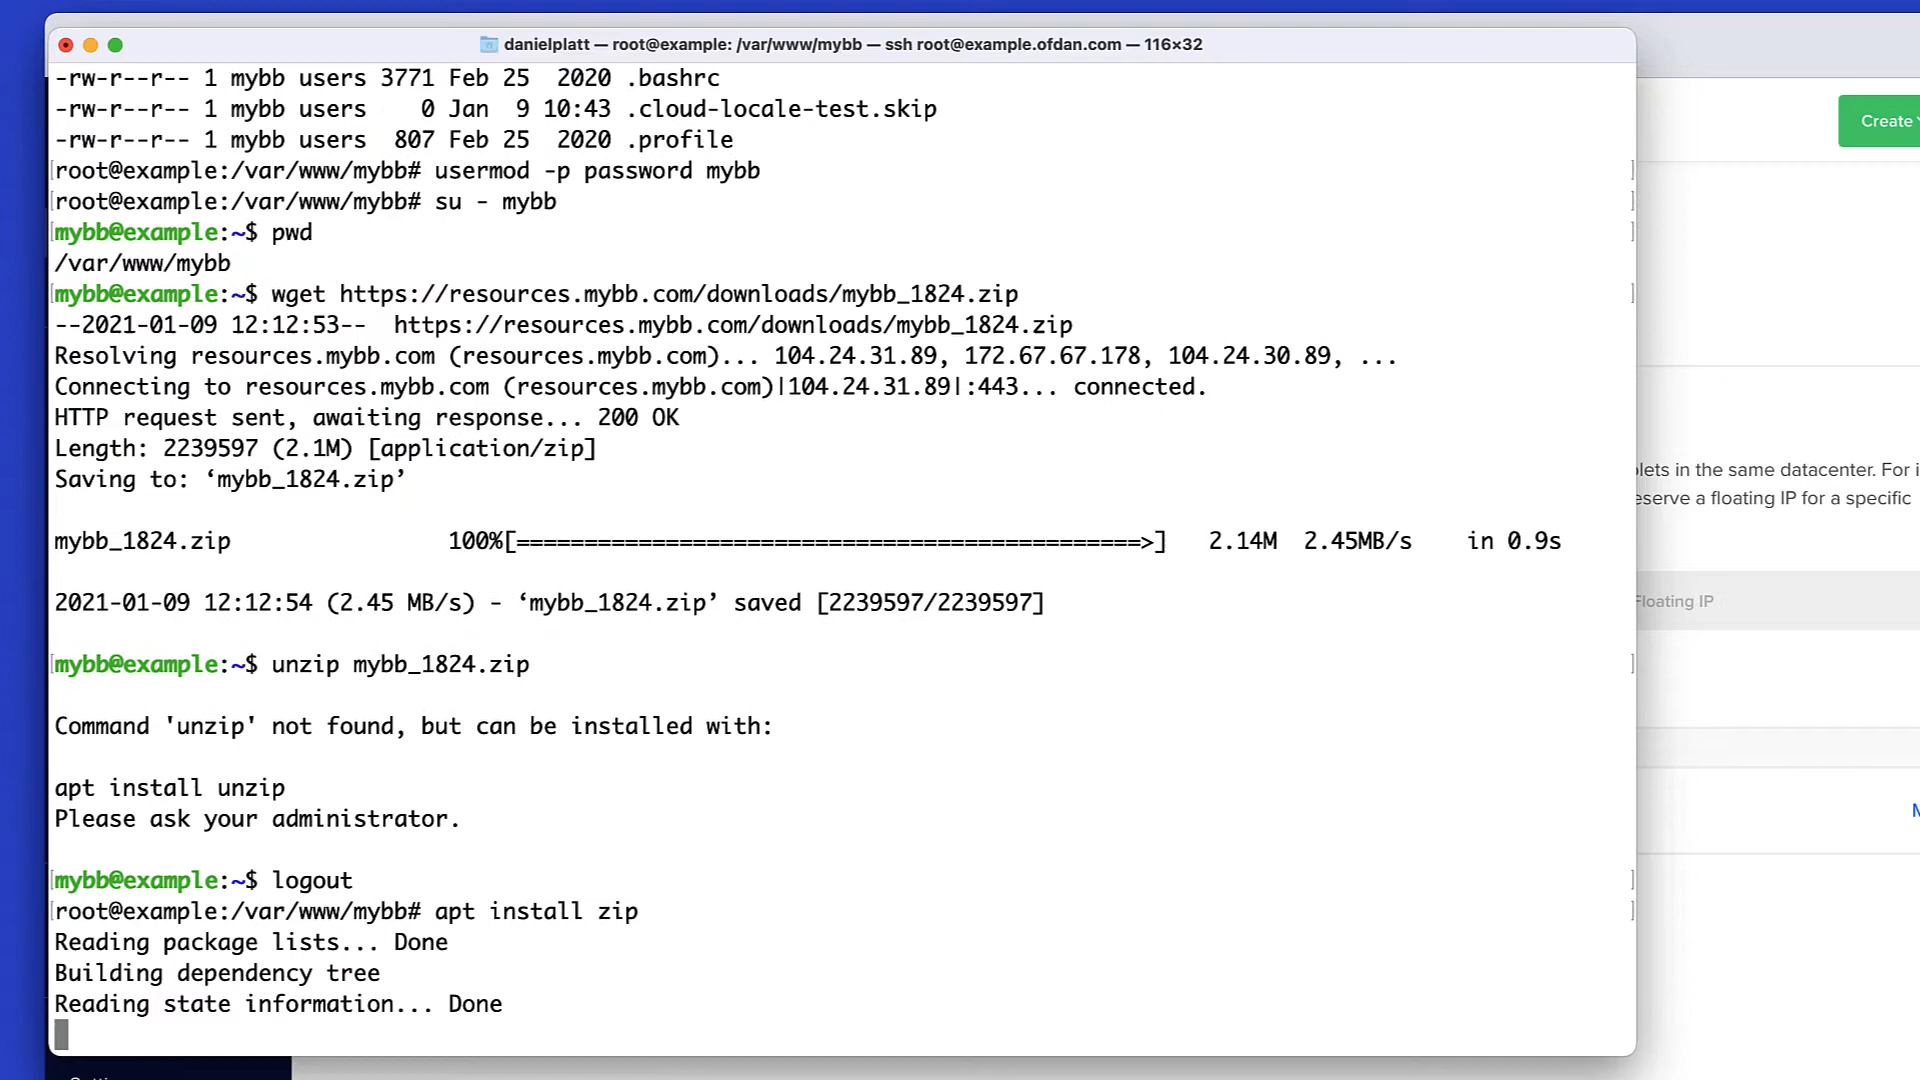 danielplatt — root@example: /var/www/mybb — ssh root@example.ofdan.com — 116×32
-rw-r--r-- 1 mybb users 3771 Feb 25  2020 .bashrc
-rw-r--r-- 1 mybb users    0 Jan  9 10:43 .cloud-locale-test.skip
-rw-r--r-- 1 mybb users  807 Feb 25  2020 .profile
[root@example:/var/www/mybb# usermod -p password mybb ]
[root@example:/var/www/mybb# su - mybb ]
[mybb@example:~$ pwd ]
/var/www/mybb
[mybb@example:~$ wget https://resources.mybb.com/downloads/mybb_1824.zip ]
--2021-01-09 12:12:53--  https://resources.mybb.com/downloads/mybb_1824.zip
Resolving resources.mybb.com (resources.mybb.com)... 104.24.31.89, 172.67.67.178, 104.24.30.89, ...
Connecting to resources.mybb.com (resources.mybb.com)|104.24.31.89|:443... connected.
HTTP request sent, awaiting response... 200 OK
Length: 2239597 (2.1M) [application/zip]
Saving to: ‘mybb_1824.zip’
mybb_1824.zip                100%[==============================================>]   2.14M  2.45MB/s    in 0.9s
2021-01-09 12:12:54 (2.45 MB/s) - ‘mybb_1824.zip’ saved [2239597/2239597]
[mybb@example:~$ unzip mybb_1824.zip ]
Command 'unzip' not found, but can be installed with:
apt install unzip
Please ask your administrator.
[mybb@example:~$ logout ]
[root@example:/var/www/mybb# apt install zip ]
Reading package lists... Done
Building dependency tree
Reading state information... Done
Create
plets in the same datacenter. For i
eserve a floating IP for a specific
Floating IP